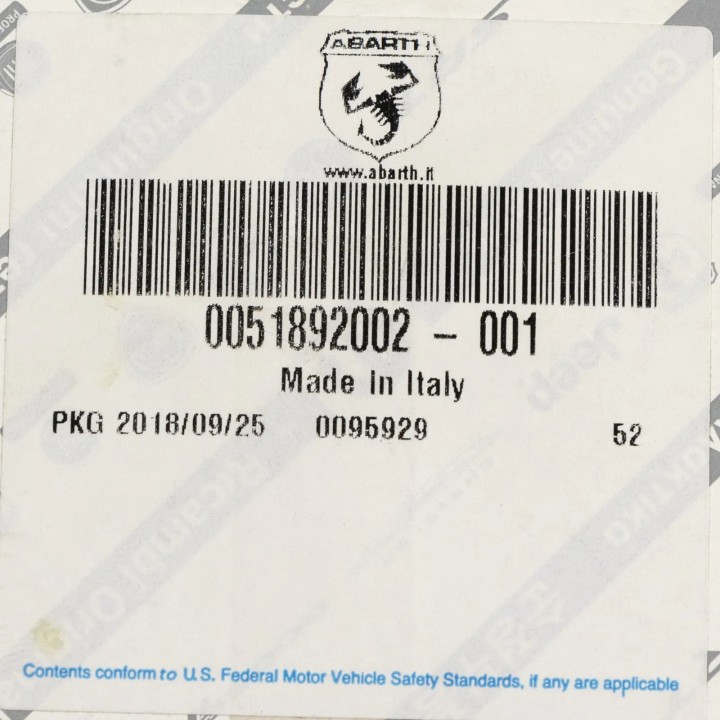 ABARTH
www.abarth.it
0051892002 - 001
Made in Italy
PKG 2018/09/25 0095929 52
Contents conform to U.S. Federal Motor Vehicle Safety Standards, if any are applicable